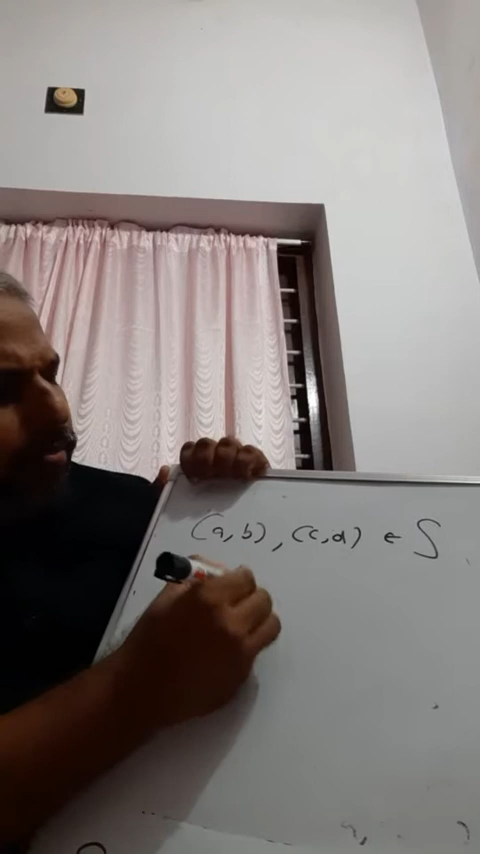 (a, b), (c, d) ∈ S